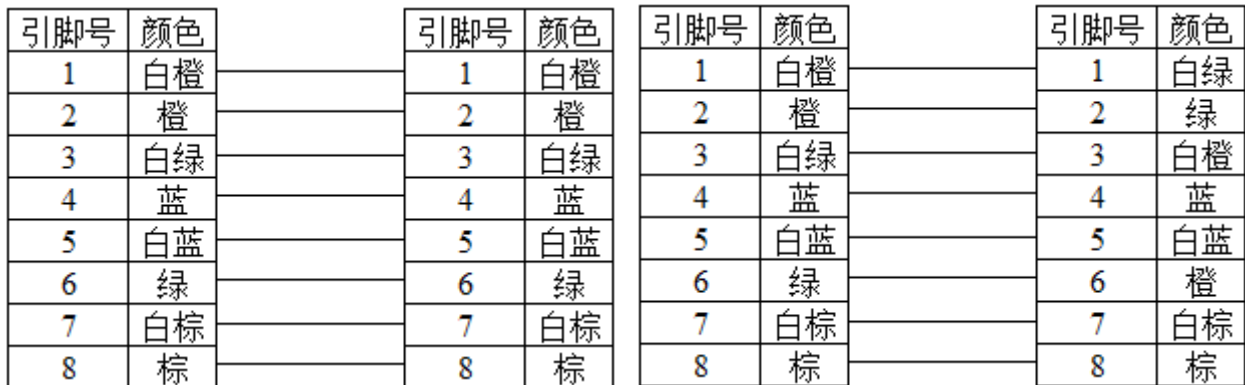 引脚号 颜色 引脚号 颜色 引脚号 颜色 引脚号 颜色
1 白橙 1 白橙 1 白橙 1 白绿
2 橙 2 橙 2 橙 2 绿
3 白绿 3 白绿 3 白绿 3 白橙
4 蓝 4 蓝 4 蓝 4 蓝
5 白蓝 5 白蓝 5 白蓝 5 白蓝
6 绿 6 绿 6 绿 6 橙
7 白棕 7 白棕 7 白棕 7 白棕
8 棕 8 棕 8 棕 8 棕